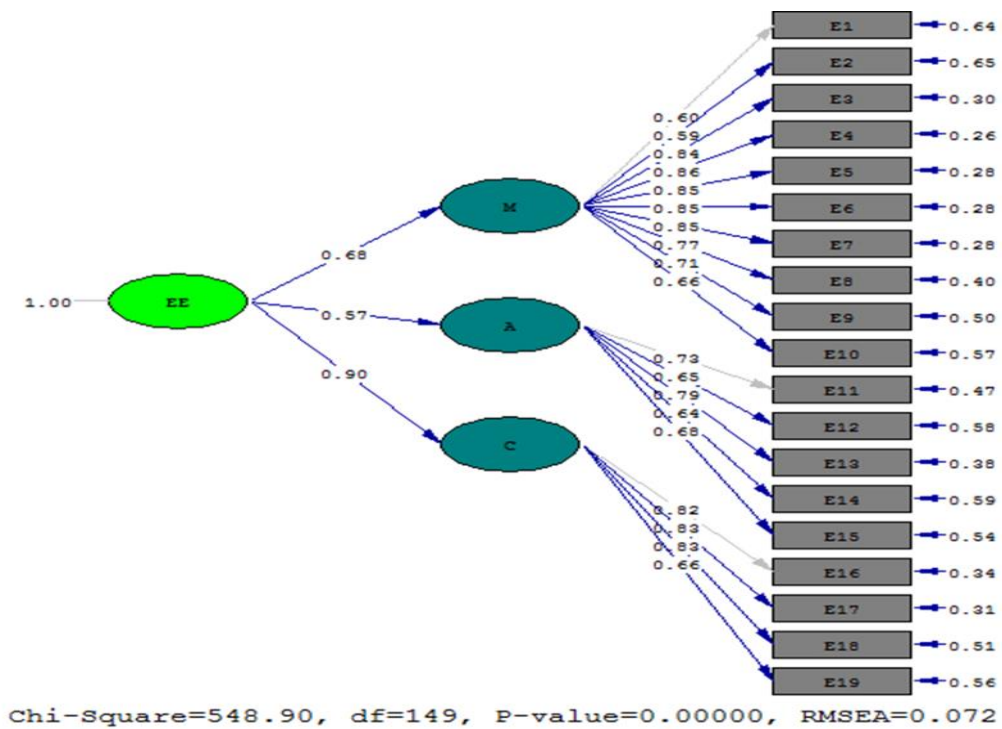 E1 0.64
E2 0.65
E3 0.30
E4 0.26
E5 0.28
E6 0.28
E7 0.28
E8 0.40
E9 0.50
E10 0.57
E11 0.47
E12 0.58
E13 0.38
E14 0.59
E15 0.54
E16 0.34
E17 0.31
E18 0.51
E19 0.56
0.60
0.59
0.84
0.86
0.85
0.85
0.85
0.77
0.71
0.66
M
0.68
1.00 EE
0.57
A
0.90
0.73
0.65
0.79
0.64
0.68
C
0.82
0.83
0.83
0.66
Chi-Square=548.90, df=149, P-value=0.00000, RMSEA=0.072